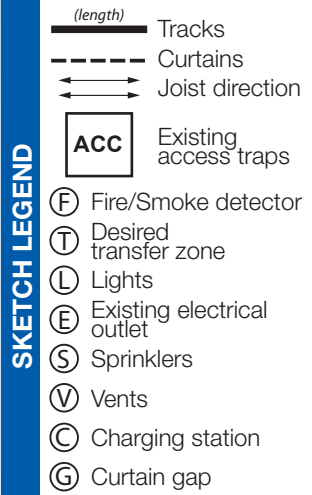 SKETCH LEGEND
(length)
Tracks
Curtains
Joist direction
ACC
Existing
access traps
F Fire/Smoke detector
T Desired
transfer zone
L Lights
E Existing electrical
outlet
S Sprinklers
V Vents
C Charging station
G Curtain gap